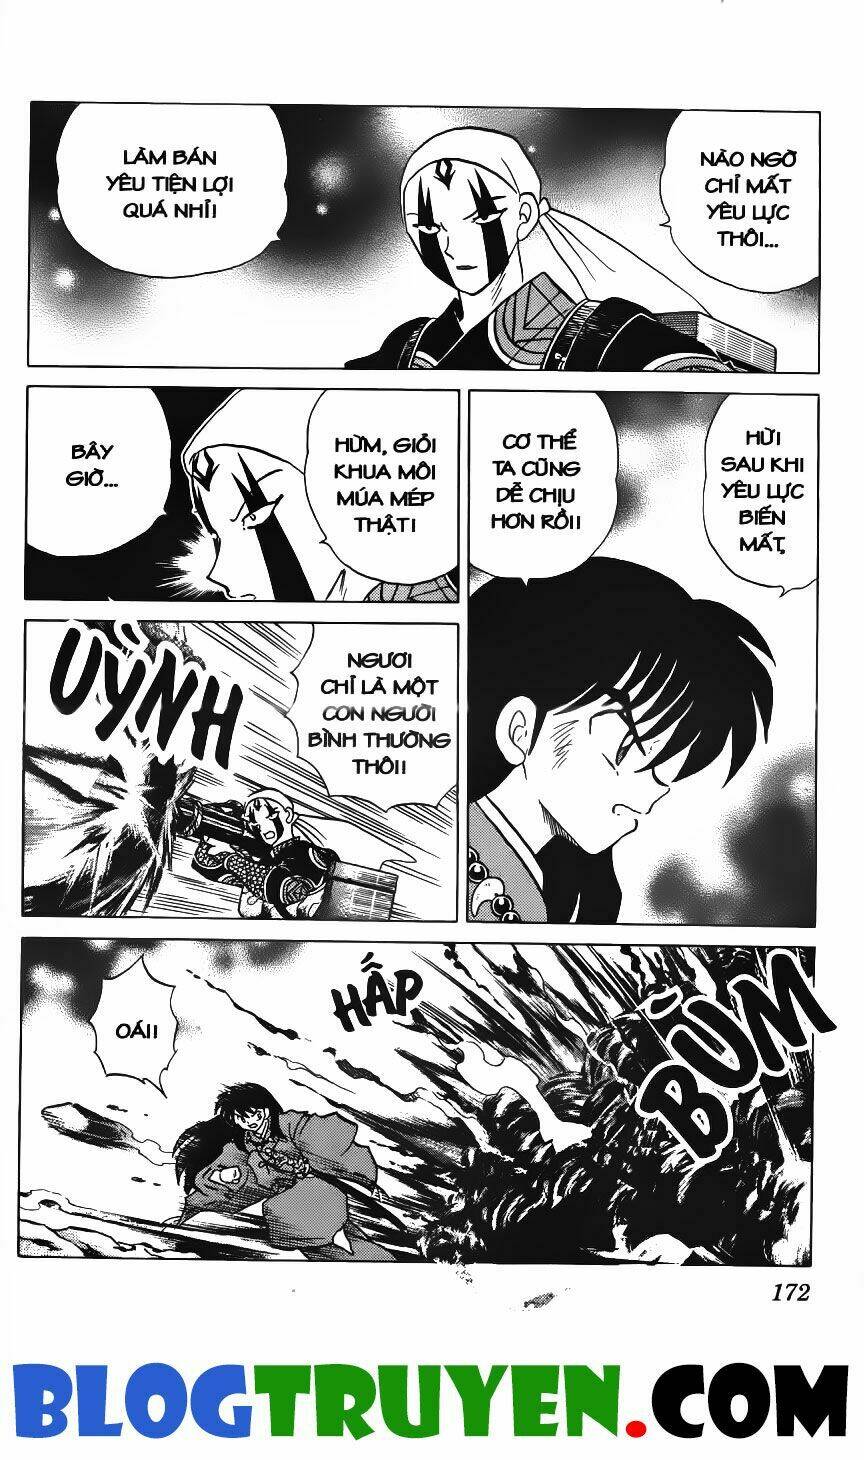 NÀO NGỜ
CHỈ MẤT
YÊU LỰC
THÔI...
LÀM BÁN
YÊU TIỆN LỢI
QUÁ NHỈ!
HỪ!
SAU KHI
YÊU LỰC
BIẾN
MẤT,
CƠ THỂ
TA CŨNG
DỄ CHỊU
HƠN RỒI!
HỪM, GIỎI
KHUA MÔI
MÚA MÉP
THẬT!
BÂY
GIỜ...
NGƯƠI
CHỈ LÀ MỘT
CON NGƯỜI
BÌNH THƯỜNG
THÔI!
UỲNH
BÙM
HẤP
OÁI!
172
BLOGTRUYEN.COM